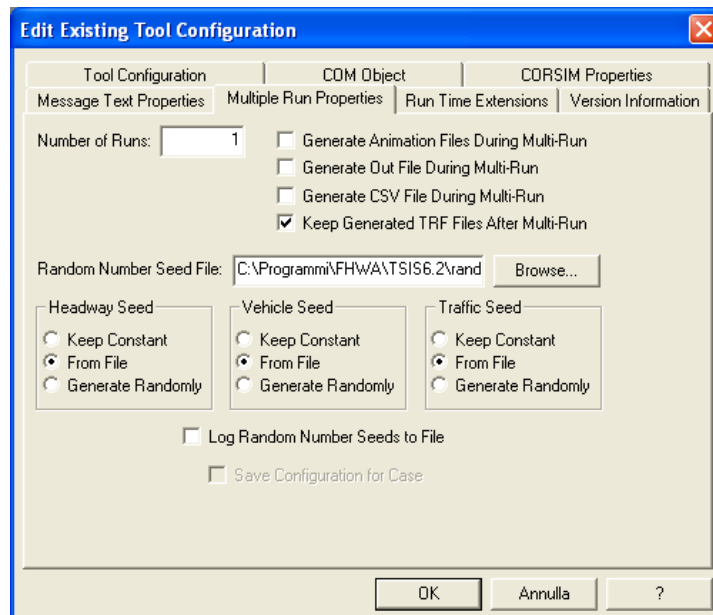 Edit Existing Tool Configuration
Tool Configuration COM Object CORSIM Properties
Message Text Properties Multiple Run Properties Run Time Extensions Version Information
Number of Runs: 1
Generate Animation Files During Multi-Run
Generate Out File During Multi-Run
Generate CSV File During Multi-Run
Keep Generated TRF Files After Multi-Run
Random Number Seed File: C:\Programmi\FHWA\TSIS6.2\rand Browse...
Headway Seed Vehicle Seed Traffic Seed
Keep Constant Keep Constant Keep Constant
From File From File From File
Generate Randomly Generate Randomly Generate Randomly
Log Random Number Seeds to File
Save Configuration for Case
OK Annulla ?